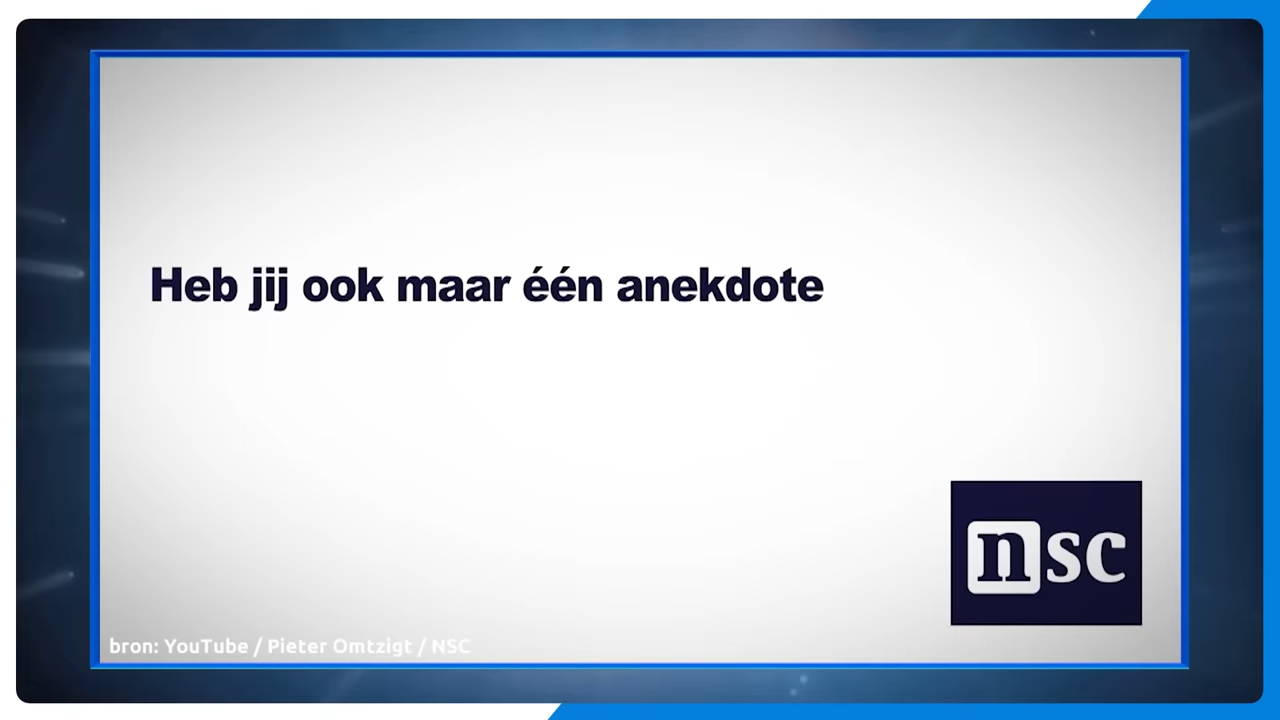 Heb jij ook maar één anekdote
nsc
bron: YouTube / Pieter Omtzigt / NSC